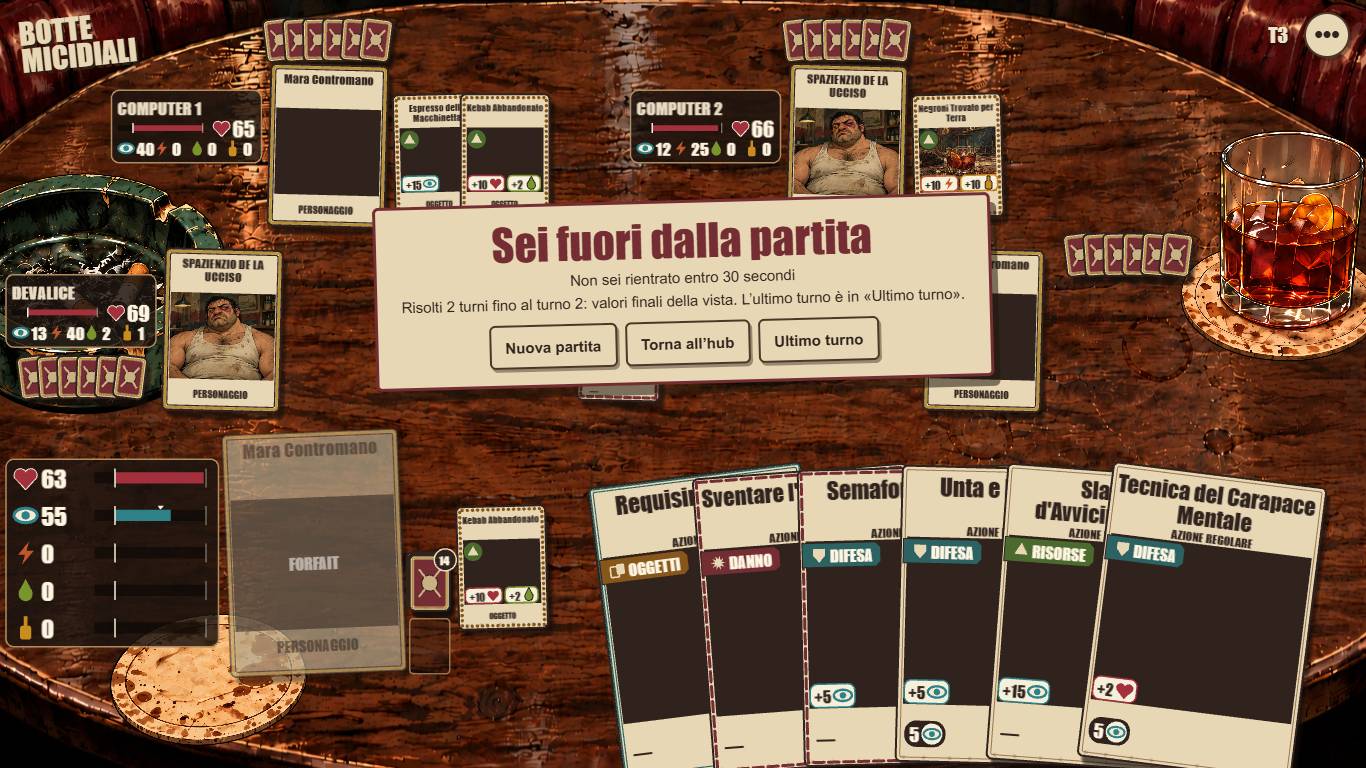 BOTTE
MICIDIALI
T3
Mara Contromano
COMPUTER 1
65
40 0 0 0
PERSONAGGIO
Kebab Abbandonato
+15
+10 +2
SPAZIENZIO DE LA
UCCISO
COMPUTER 2
66
12 25 0 0
Negroni Trovato per
Terra
+10 +10
Sei fuori dalla partita
Non sei rientrato entro 30 secondi
Risolti 2 turni fino al turno 2: valori finali della vista. L'ultimo turno è in «Ultimo turno».
Nuova partita
Torna all'hub
Ultimo turno
SPAZIENZIO DE LA
UCCISO
DEVALICE
69
13 40 2 1
PERSONAGGIO
PERSONAGGIO
63
55
0
0
0
Mara Contromano
FORFAIT
PERSONAGGIO
14
Kebab Abbandonato
+10 +2
OGGETTO
OGGETTI
Sventare l'
DANNO
DIFESA
+5
—
Unta e
DIFESA
+5
5
RISORSE
+15
—
Tecnica del Carapace
Mentale
AZIONE REGOLARE
DIFESA
+2
5